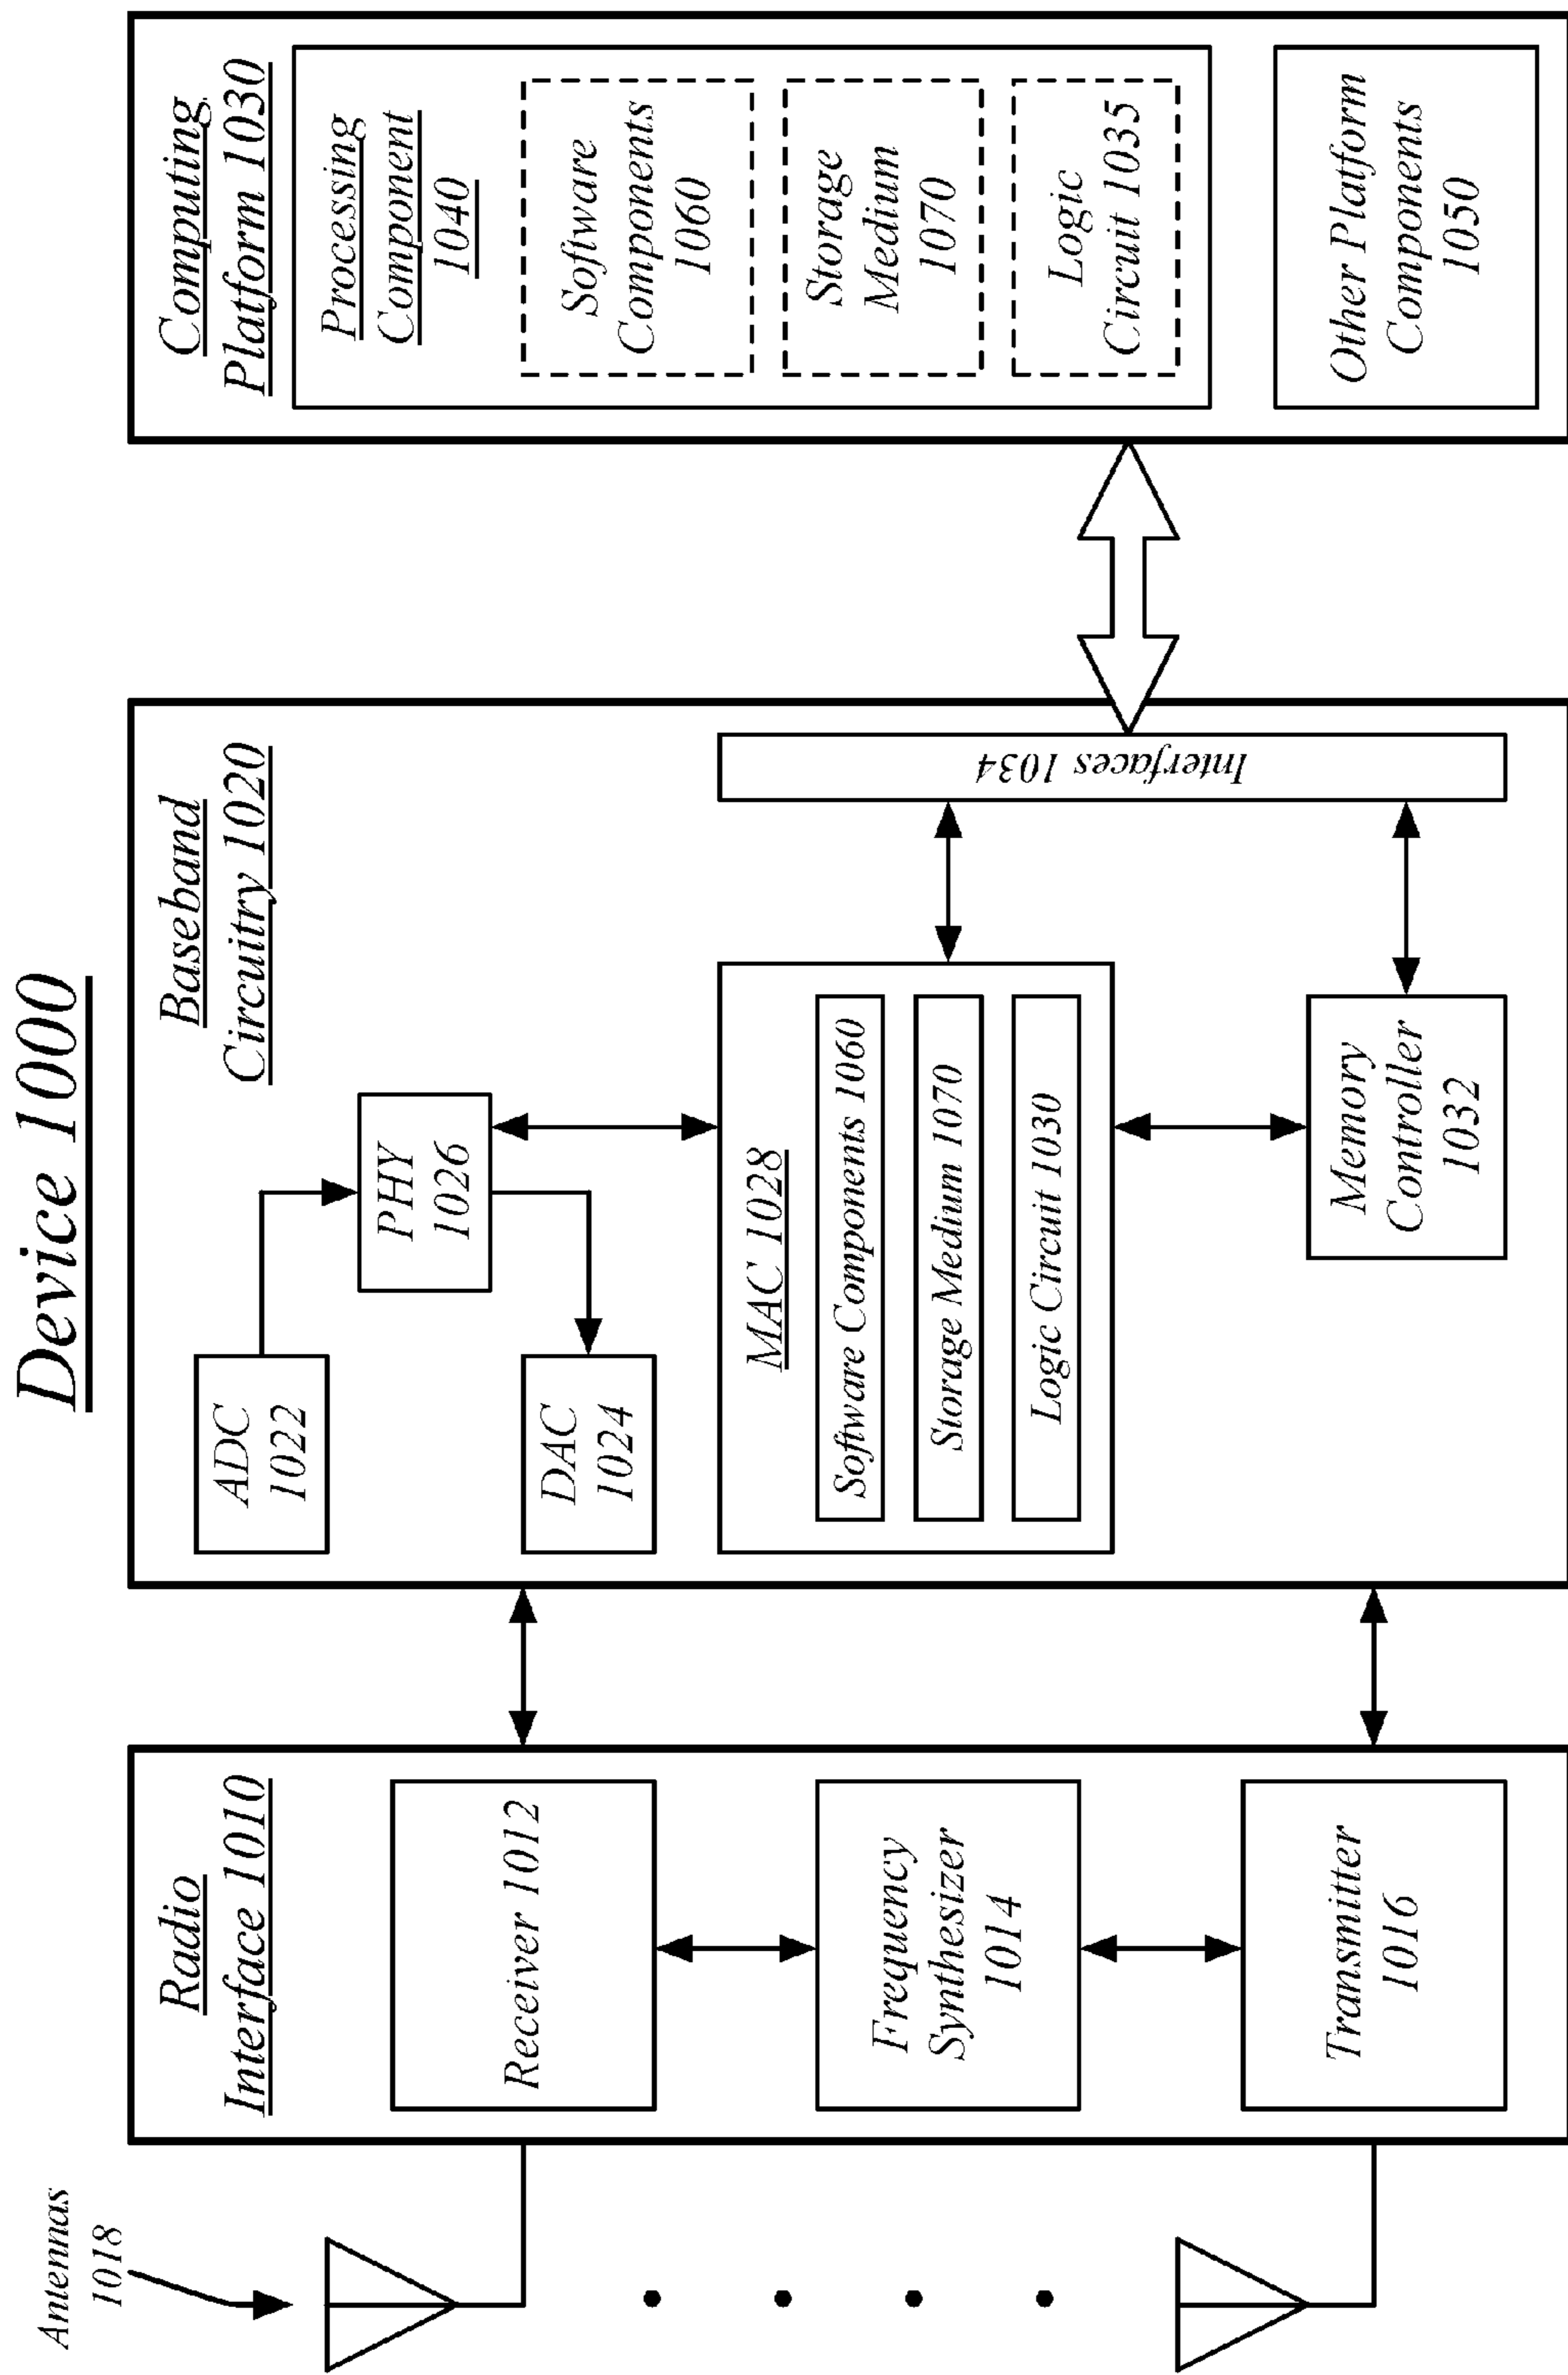 Device 1000
Antennas
1018
Radio
Interface 1010
Receiver 1012
Frequency
Synthesizer
1014
Transmitter
1016
Baseband
Circuitry 1020
ADC
1022
PHY
1026
DAC
1024
MAC 1028
Software Components 1060
Storage Medium 1070
Logic Circuit 1030
Memory
Controller
1032
Interfaces 1034
Computing
Platform 1030
Processing
Component
1040
Software
Components
1060
Storage
Medium
1070
Logic
Circuit 1035
Other Platform
Components
1050